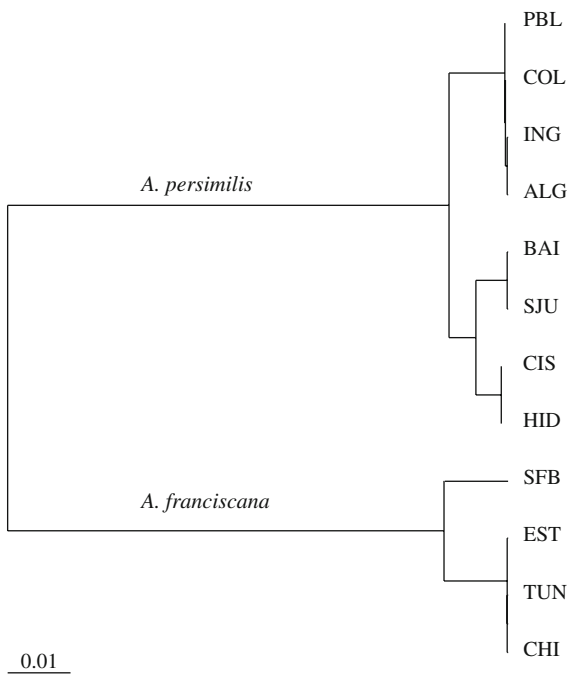 PBL
COL
ING
A. persimilis
ALG
BAI
SJU
CIS
HID
SFB
A. franciscana
EST
TUN
CHI
0.01